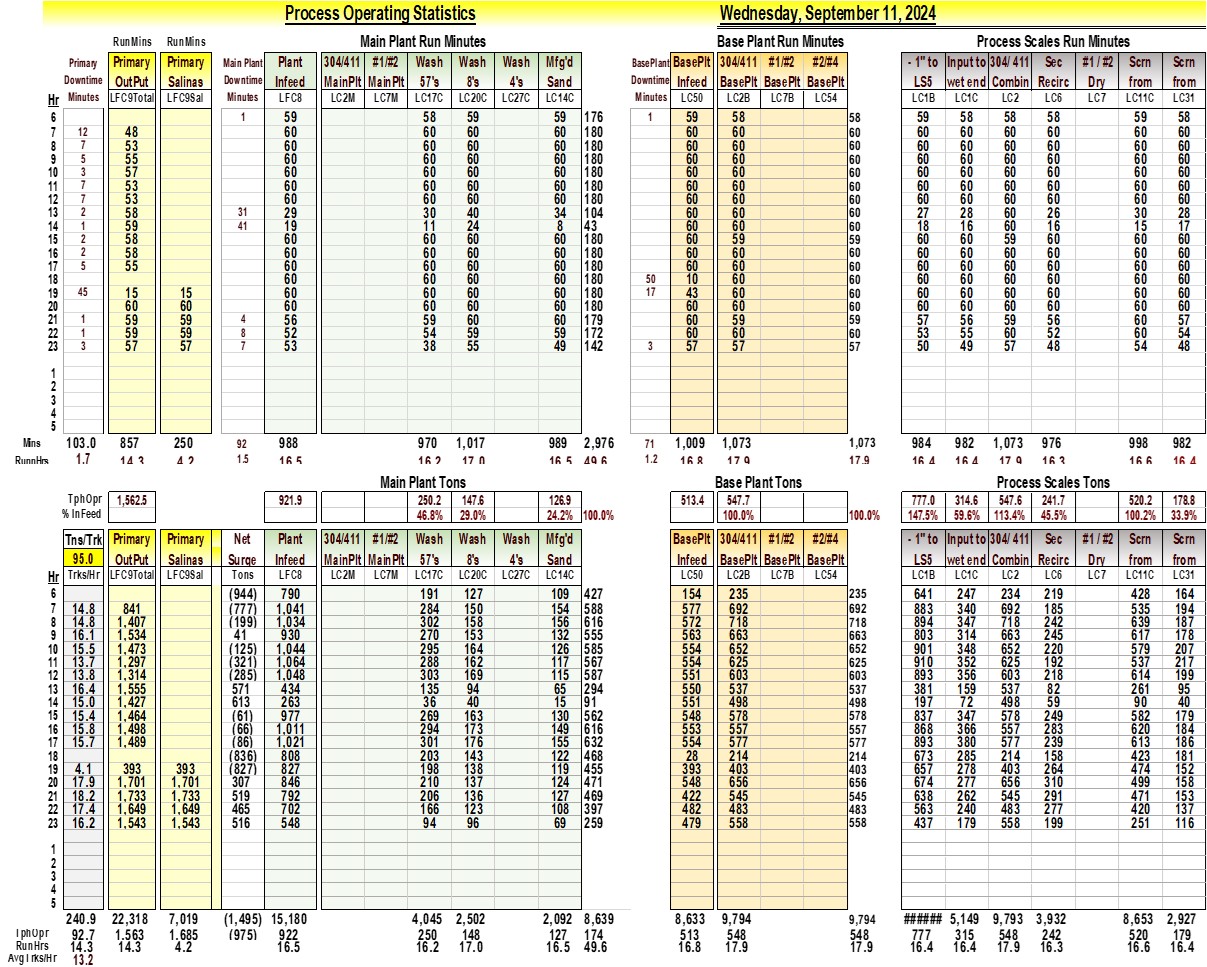 Process Operating Statistics Wednesday, September 11, 2024
RunMins RunMins Main Plant Run Minutes Base Plant Run Minutes Process Scales Run Minutes
Primary Primary Primary Main Plant Plant 304/411 #1/#2 Wash Wash Wash Mfg'd BasePlant BasePlt 304/411 #1/#2 #2/#4 - 1" to Input to 304/ 411 Sec #1 / #2 Scrn Scrn
Downtime OutPut Salinas Downtime Infeed MainPlt MainPlt 57's 8's 4's Sand Downtime Infeed BasePlt BasePlt BasePlt LS5 wet end Combin Recirc Dry from from
Hr Minutes LFC9Total LFC9Sal Minutes LFC8 LC2M LC7M LC17C LC20C LC27C LC14C Minutes LC50 LC2B LC7B LC54 LC1B LC1C LC2 LC6 LC7 LC11C LC31
6 1 59 58 59 59 176 1 59 58 58 59 58 58 58 59 58
7 12 48 60 60 60 60 180 60 60 60 60 60 60 60 60 60
8 7 53 60 60 60 60 180 60 60 60 60 60 60 60 60 60
9 5 55 60 60 60 60 180 60 60 60 60 60 60 60 60 60
10 3 57 60 60 60 60 180 60 60 60 60 60 60 60 60 60
11 7 53 60 60 60 60 180 60 60 60 60 60 60 60 60 60
12 7 53 60 60 60 60 180 60 60 60 60 60 60 60 60 60
13 2 58 31 29 30 40 34 104 60 60 60 27 28 60 26 30 28
14 1 59 41 19 11 24 8 43 60 60 60 18 16 60 16 15 17
15 2 58 60 60 60 60 180 60 59 59 60 60 59 60 60 60
16 2 58 60 60 60 60 180 60 60 60 60 60 60 60 60 60
17 5 55 60 60 60 60 180 60 60 60 60 60 60 60 60 60
18 60 60 60 60 180 50 10 60 60 60 60 60 60 60 60
19 45 15 15 60 60 60 60 180 17 43 60 60 60 60 60 60 60 60
20 60 60 60 60 60 60 180 60 60 60 60 60 60 60 60 60
21 1 59 59 4 56 59 60 60 179 60 59 59 57 56 59 56 60 57
22 1 59 59 8 52 54 59 59 172 60 60 60 53 55 60 52 60 54
23 3 57 57 7 53 38 55 49 142 3 57 57 57 50 49 57 48 54 48
1
2
3
4
5
Mins 103.0 857 250 92 988 970 1,017 989 2,976 71 1,009 1,073 1,073 984 982 1,073 976 998 982
RunnHrs 1.7 14.3 4.2 1.5 16.5 16.2 17.0 16.5 49.6 1.2 16.8 17.9 17.9 16.4 16.4 17.9 16.3 16.6 16.4
Main Plant Tons Base Plant Tons Process Scales Tons
TphOpr 1,562.5 921.9 250.2 147.6 126.9 513.4 547.7 777.0 314.6 547.6 241.7 520.2 178.8
% InFeed 46.8% 29.0% 24.2% 100.0% 100.0% 100.0% 147.5% 59.6% 113.4% 45.5% 100.2% 33.9%
Tns/Trk Primary Primary Net Plant 304/411 #1/#2 Wash Wash Wash Mfg'd BasePlt 304/411 #1/#2 #2/#4 - 1" to Input to 304/ 411 Sec #1 / #2 Scrn Scrn
95.0 OutPut Salinas Surge Infeed MainPlt MainPlt 57's 8's 4's Sand Infeed BasePlt BasePlt BasePlt LS5 wet end Combin Recirc Dry from from
Hr Trks/Hr LFC9Total LFC9Sal Tons LFC8 LC2M LC7M LC17C LC20C LC27C LC14C LC50 LC2B LC7B LC54 LC1B LC1C LC2 LC6 LC7 LC11C LC31
6 (944) 790 191 127 109 427 154 235 235 641 247 234 219 428 164
7 14.8 841 (777) 1,041 284 150 154 588 577 692 692 883 340 692 185 535 194
8 14.8 1,407 (199) 1,034 302 158 156 616 572 718 718 894 347 718 242 639 187
9 16.1 1,534 41 930 270 153 132 555 563 663 663 803 314 663 245 617 178
10 15.5 1,473 (125) 1,044 295 164 126 585 554 652 652 901 348 652 220 579 207
11 13.7 1,297 (321) 1,064 288 162 117 567 554 625 625 910 352 625 192 537 217
12 13.8 1,314 (285) 1,048 303 169 115 587 551 603 603 893 356 603 218 614 199
13 16.4 1,555 571 434 135 94 65 294 550 537 537 381 159 537 82 261 95
14 15.0 1,427 613 263 36 40 15 91 551 498 498 197 72 498 59 90 40
15 15.4 1,464 (61) 977 269 163 130 562 548 578 578 837 347 578 249 582 179
16 15.8 1,498 (66) 1,011 294 173 149 616 553 557 557 868 366 557 283 620 184
17 15.7 1,489 (86) 1,021 301 176 155 632 554 577 577 893 380 577 239 613 186
18 (836) 808 203 143 122 468 28 214 214 673 285 214 158 423 181
19 4.1 393 393 (827) 827 198 138 119 455 393 403 403 657 278 403 264 474 152
20 17.9 1,701 1,701 307 846 210 137 124 471 548 656 656 674 277 656 310 499 158
21 18.2 1,733 1,733 519 792 206 136 127 469 422 545 545 638 262 545 291 471 153
22 17.4 1,649 1,649 465 702 166 123 108 397 482 483 483 563 240 483 277 420 137
23 16.2 1,543 1,543 516 548 94 96 69 259 479 558 558 437 179 558 199 251 116
1
2
3
4
5
240.9 22,318 7,019 (1,495) 15,180 4,045 2,502 2,092 8,639 8,633 9,794 9,794 ###### 5,149 9,793 3,932 8,653 2,927
TphOpr 92.7 1,563 1,685 (975) 922 250 148 127 174 513 548 548 777 315 548 242 520 179
RunHrs 14.3 14.3 4.2 16.5 16.2 17.0 16.5 49.6 16.8 17.9 17.9 16.4 16.4 17.9 16.3 16.6 16.4
AvgTrks/Hr 13.2